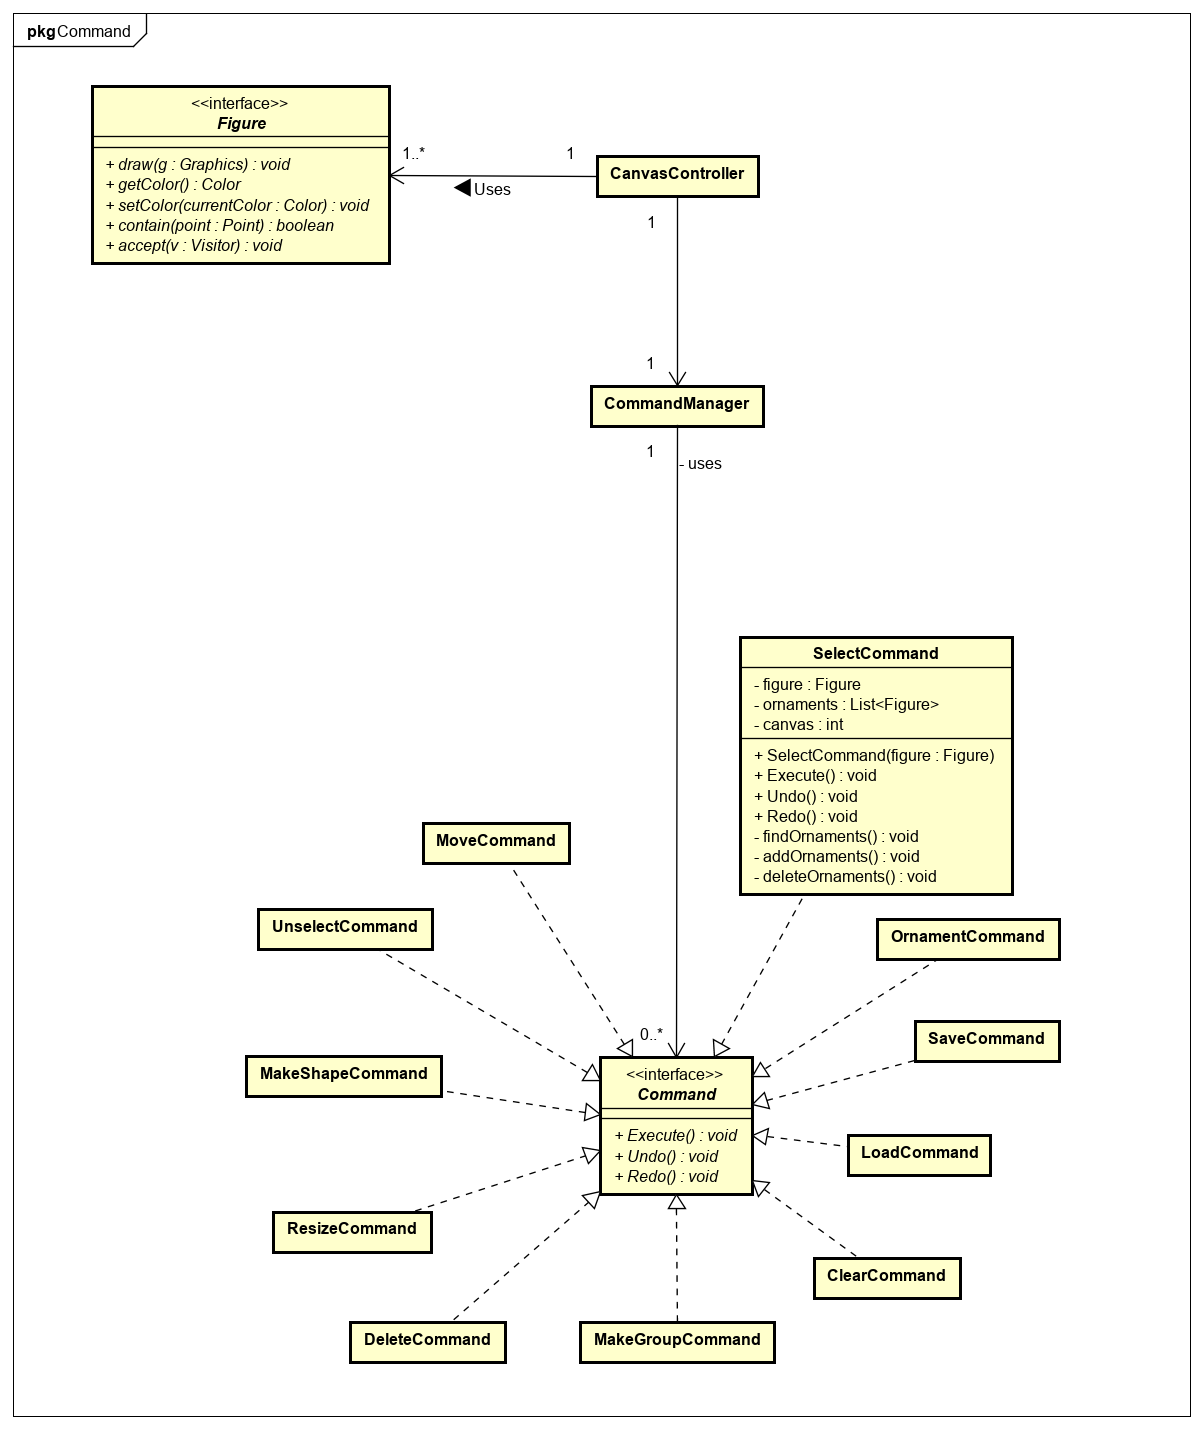 pkg Command
<<interface>>
Figure
+ draw(g : Graphics) : void
+ getColor() : Color
+ setColor(currentColor : Color) : void
+ contain(point : Point) : boolean
+ accept(v : Visitor) : void
1..*
1
Uses
CanvasController
1
1
CommandManager
1
- uses
SelectCommand
- figure : Figure
- ornaments : List<Figure>
- canvas : int
+ SelectCommand(figure : Figure)
+ Execute() : void
+ Undo() : void
+ Redo() : void
- findOrnaments() : void
- addOrnaments() : void
- deleteOrnaments() : void
MoveCommand
UnselectCommand
OrnamentCommand
0..*
SaveCommand
MakeShapeCommand
<<interface>>
Command
+ Execute() : void
+ Undo() : void
+ Redo() : void
LoadCommand
ResizeCommand
ClearCommand
DeleteCommand
MakeGroupCommand